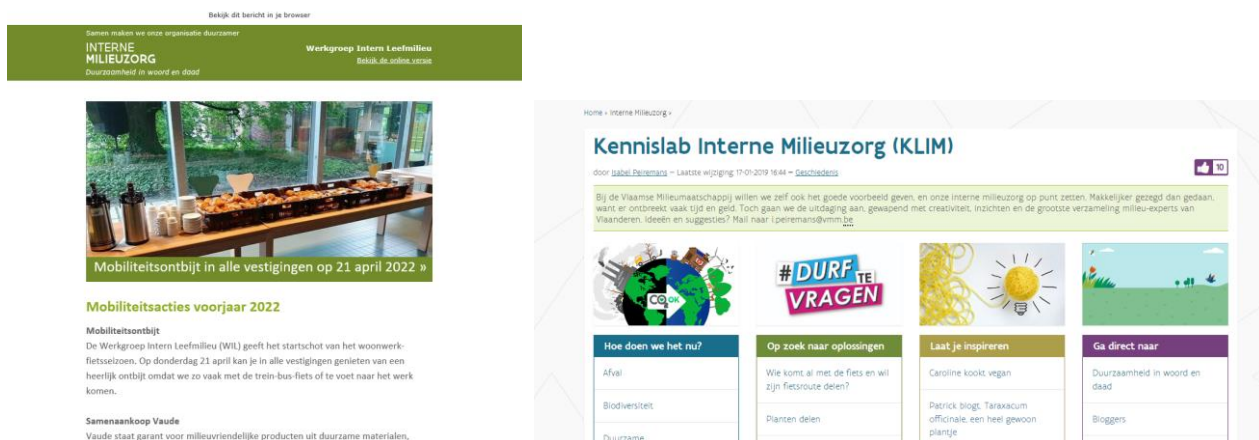 Bekijk dit bericht in je browser
Samen maken we onze organisatie duurzamer
INTERNE
MILIEUZORG
Duurzaamheid in woord en daad
Werkgroep Intern Leefmilieu
Bekijk de online versie
Mobiliteitsontbijt in alle vestigingen op 21 april 2022 »
Mobiliteitsacties voorjaar 2022
Mobiliteitsontbijt
De Werkgroep Intern Leefmilieu (WIL) geeft het startschot van het woonwerk-
fietsseizoen. Op donderdag 21 april kan je in alle vestigingen genieten van een
heerlijk ontbijt omdat we zo vaak met de trein-bus-fiets of te voet naar het werk
komen.
Samenaankoop Vaude
Vaude staat garant voor milieuvriendelijke producten uit duurzame materialen,
Home » Interne Milieuzorg »
Kennislab Interne Milieuzorg (KLIM)
door Isabel Peiremans — Laatste wijziging 17-01-2019 16:44 — Geschiedenis
10
Bij de Vlaamse Milieumaatschappij willen we zelf ook het goede voorbeeld geven, en onze interne milieuzorg op punt zetten. Makkelijker gezegd dan gedaan,
want er ontbreekt vaak tijd en geld. Toch gaan we de uitdaging aan, gewapend met creativiteit, inzichten en de grootste verzameling milieu-experts van
Vlaanderen. Ideeën en suggesties? Mail naar i.peiremans@vmm.be
CO2 OK
#DURF TE
VRAGEN
Hoe doen we het nu?
Afval
Biodiversiteit
Duurzame
Op zoek naar oplossingen
Wie komt al met de fiets en wil
zijn fietsroute delen?
Planten delen
Laat je inspireren
Caroline kookt vegan
Patrick blogt. Taraxacum
officinale, een heel gewoon
plantje
Ga direct naar
Duurzaamheid in woord en
daad
Bloggers